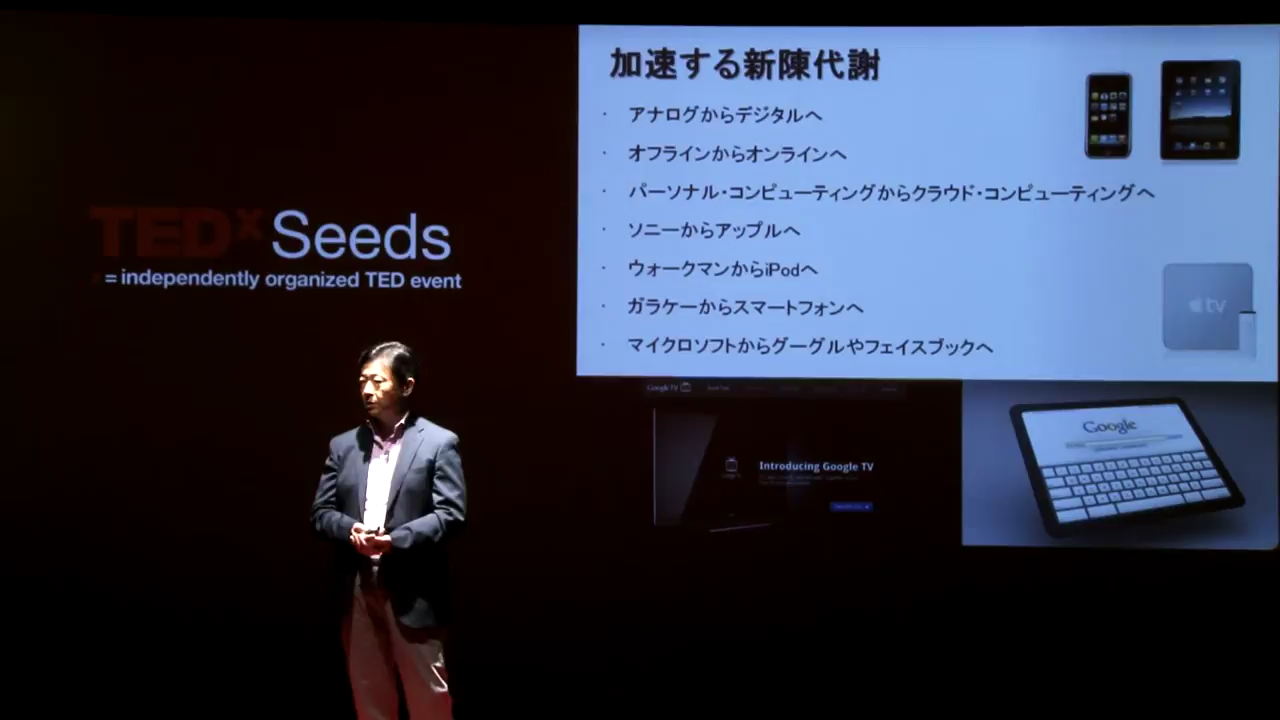 加速する新陳代謝
・ アナログからデジタルへ
・ オフラインからオンラインへ
・ パーソナル・コンピューティングからクラウド・コンピューティングへ
・ ソニーからアップルへ
・ ウォークマンからiPodへ
・ ガラケーからスマートフォンへ
・ マイクロソフトからグーグルやフェイスブックへ
tv
TEDx Seeds
x = independently organized TED event
Google TV
Introducing Google TV
Google